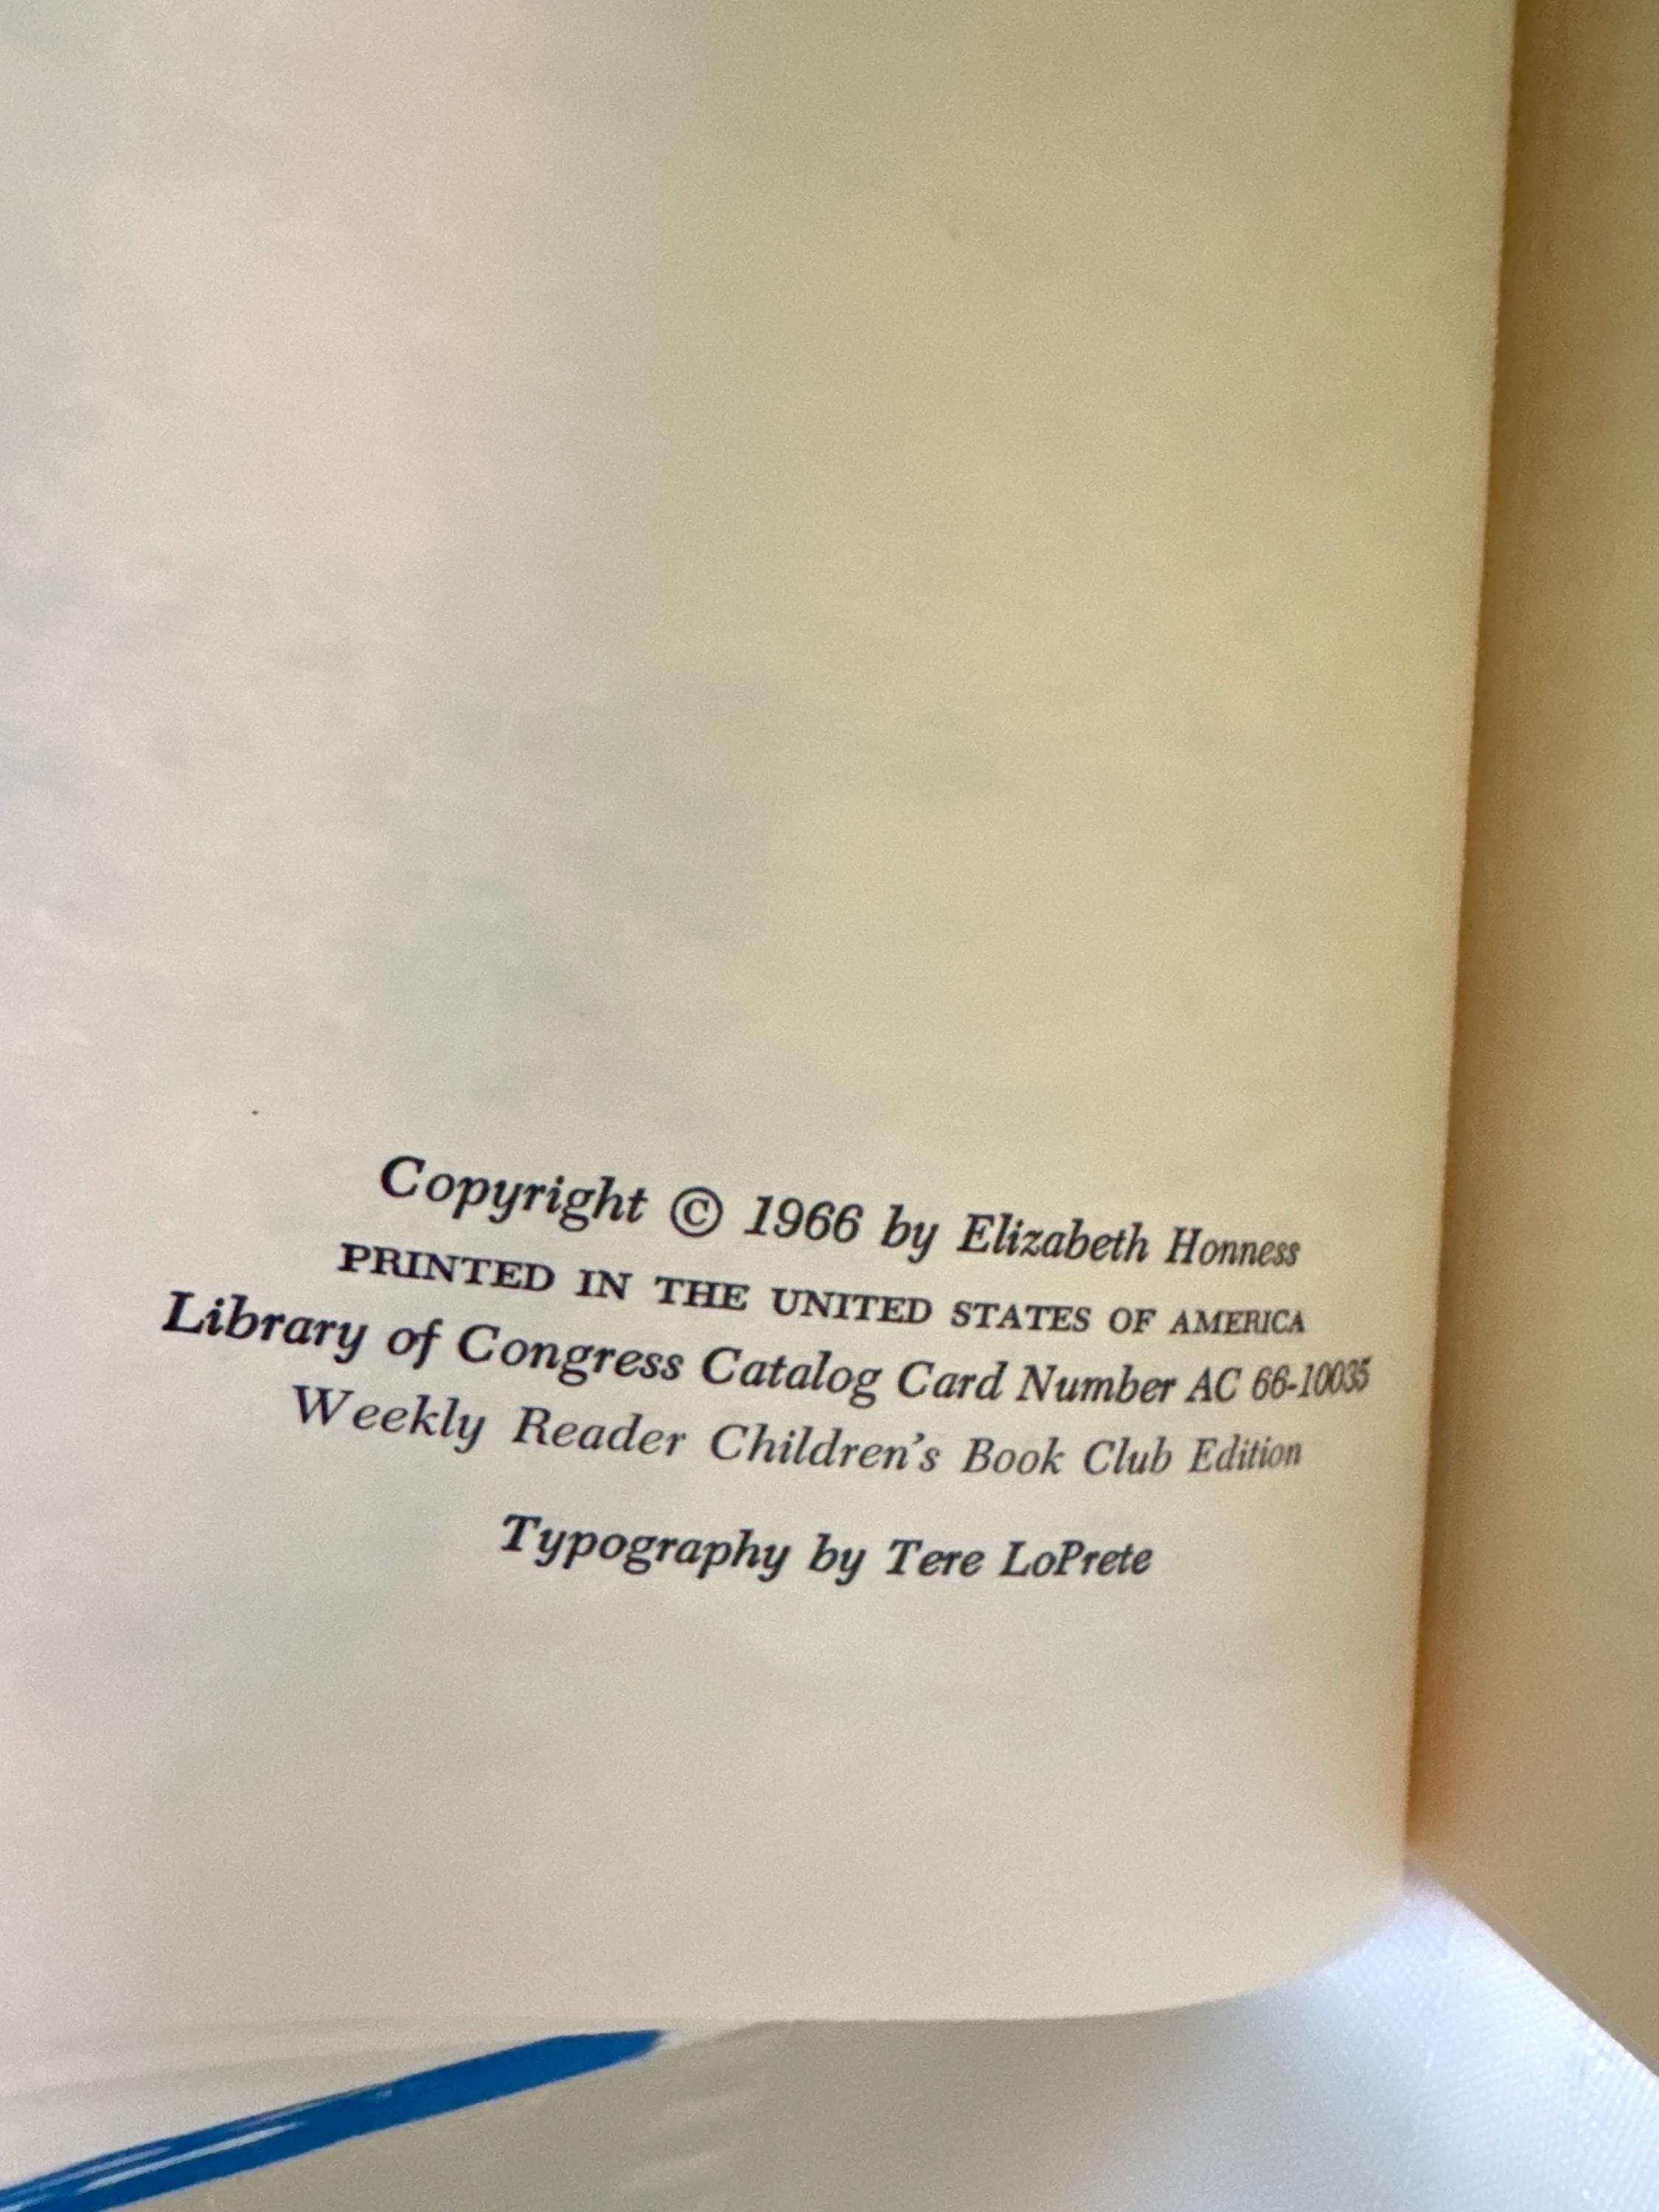 Copyright © 1966 by Elizabeth Honness
PRINTED IN THE UNITED STATES OF AMERICA
Library of Congress Catalog Card Number AC 66-10035
Weekly Reader Children's Book Club Edition
Typography by Tere LoPrete